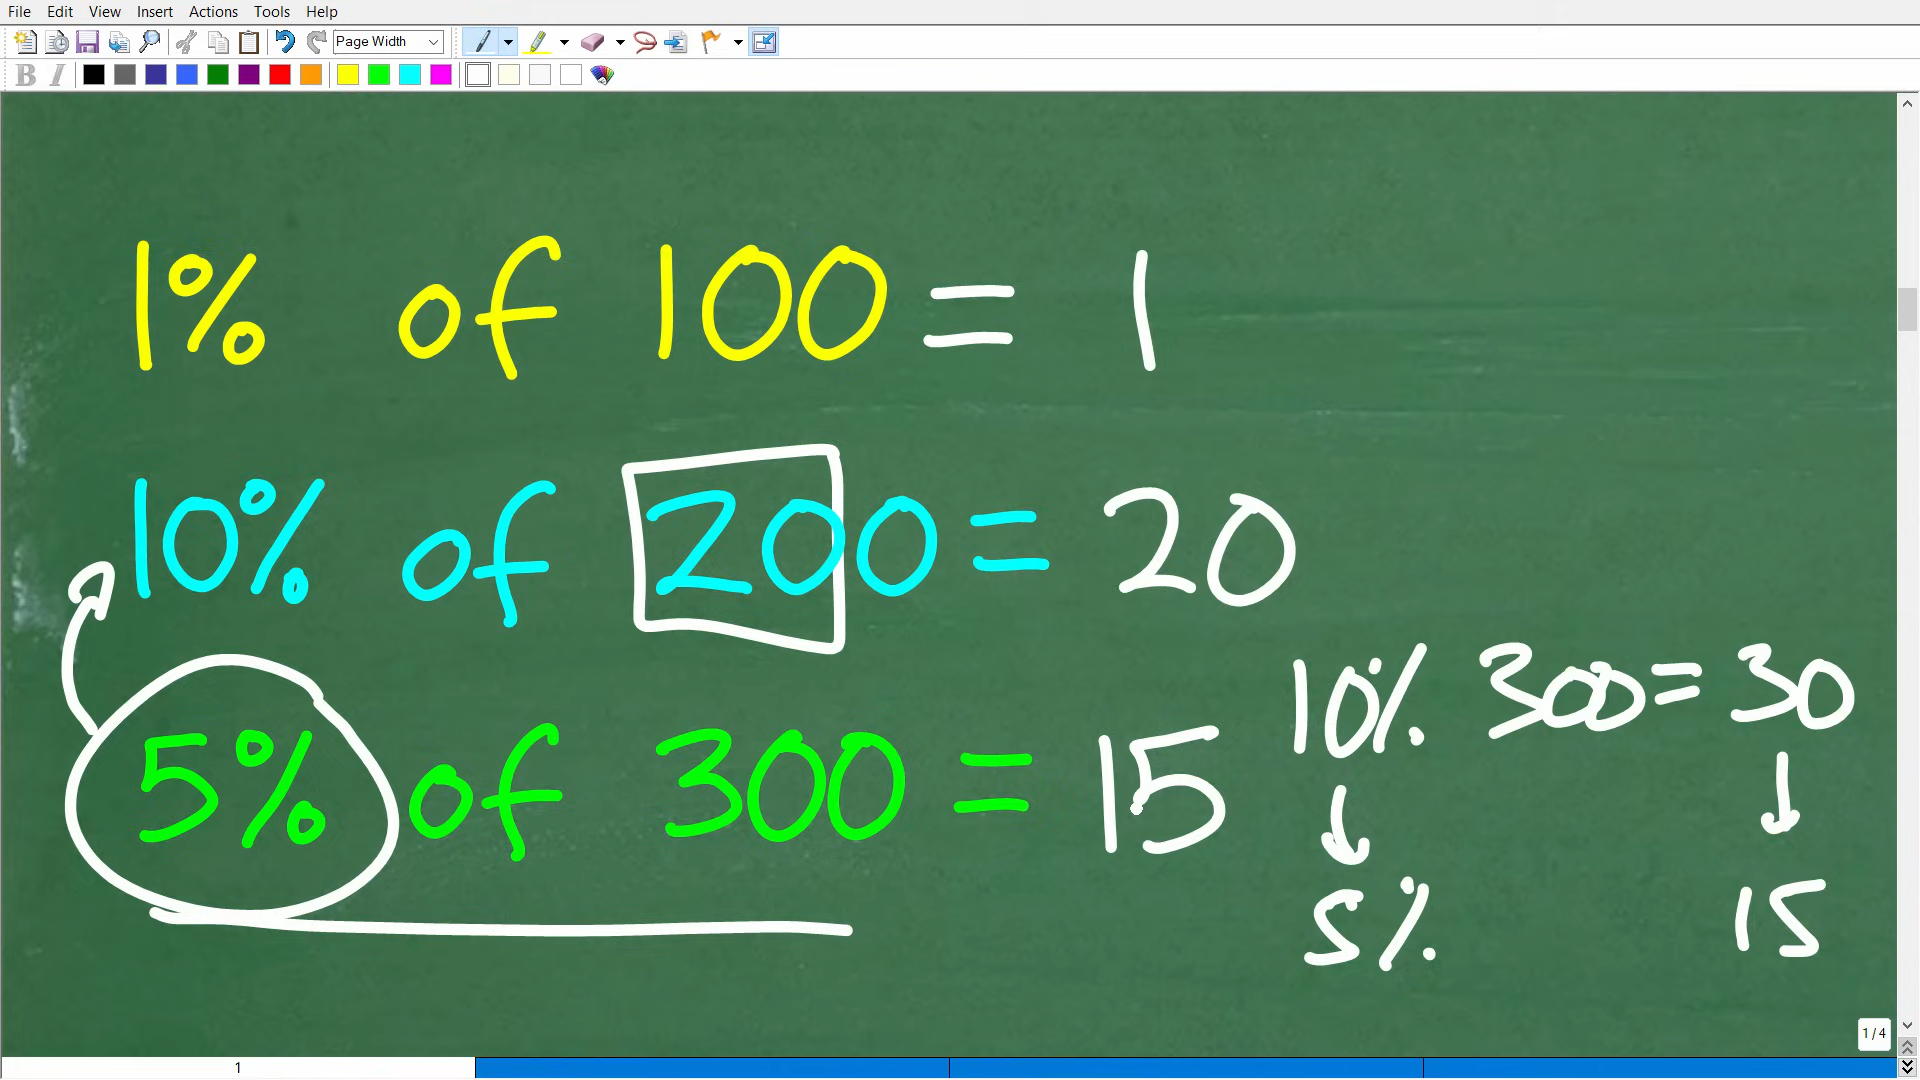 File Edit View Insert Actions Tools Help
Page Width
B I
1% of 100 = 1
10% of 200 = 20
10% 300 = 30
5% of 300 = 15
5% 15
1 / 4
1